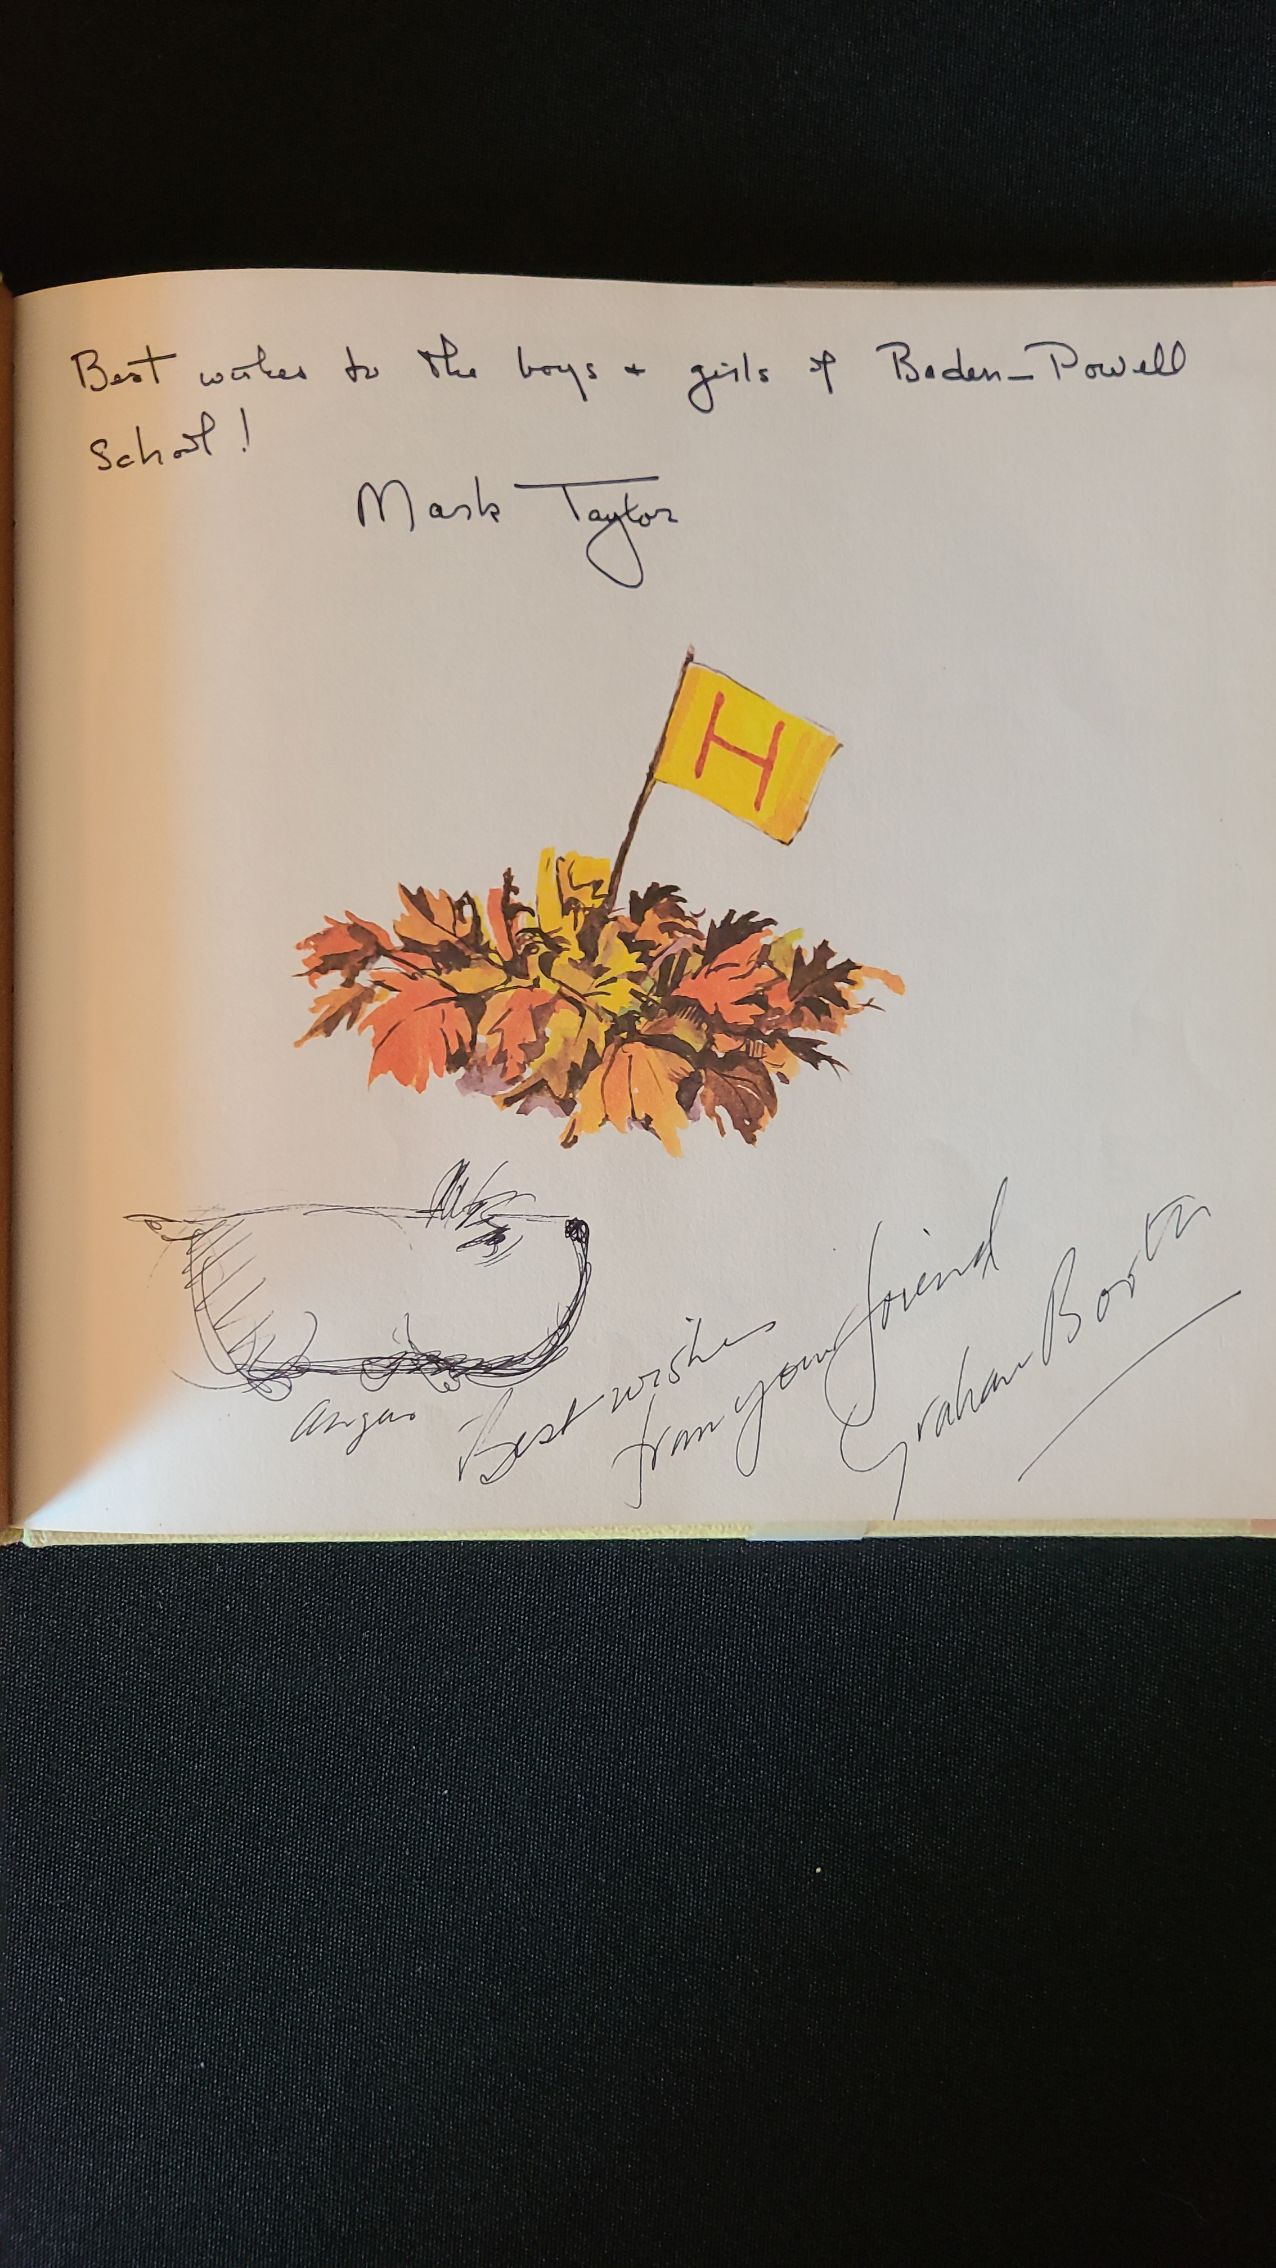 Best wishes to the boys + girls of Baden-Powell
School!
Mark Taylor
H
Angus
Best wishes
from your friend
Graham Booth